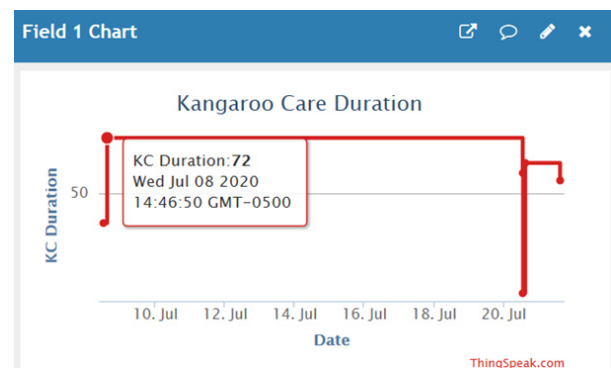 Field 1 Chart
Kangaroo Care Duration
KC Duration
50
KC Duration:72
Wed Jul 08 2020
14:46:50 GMT-0500
10. Jul 12. Jul 14. Jul 16. Jul 18. Jul 20. Jul
Date
ThingSpeak.com